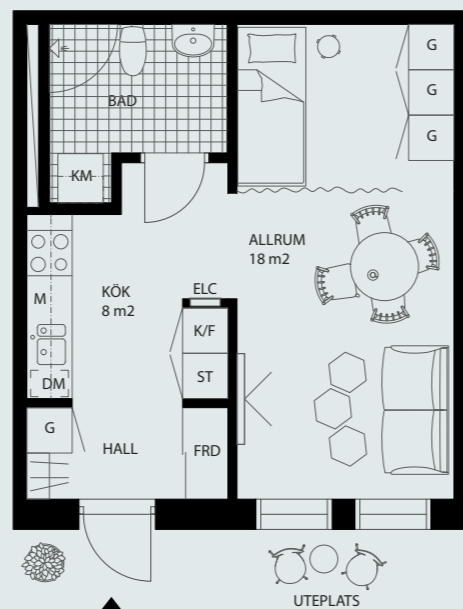 G
BAD
G
G
KM
ALLRUM
18 m2
KÖK
8 m2
ELC
M
K/F
ST
DM
G
HALL
FRD
UTEPLATS